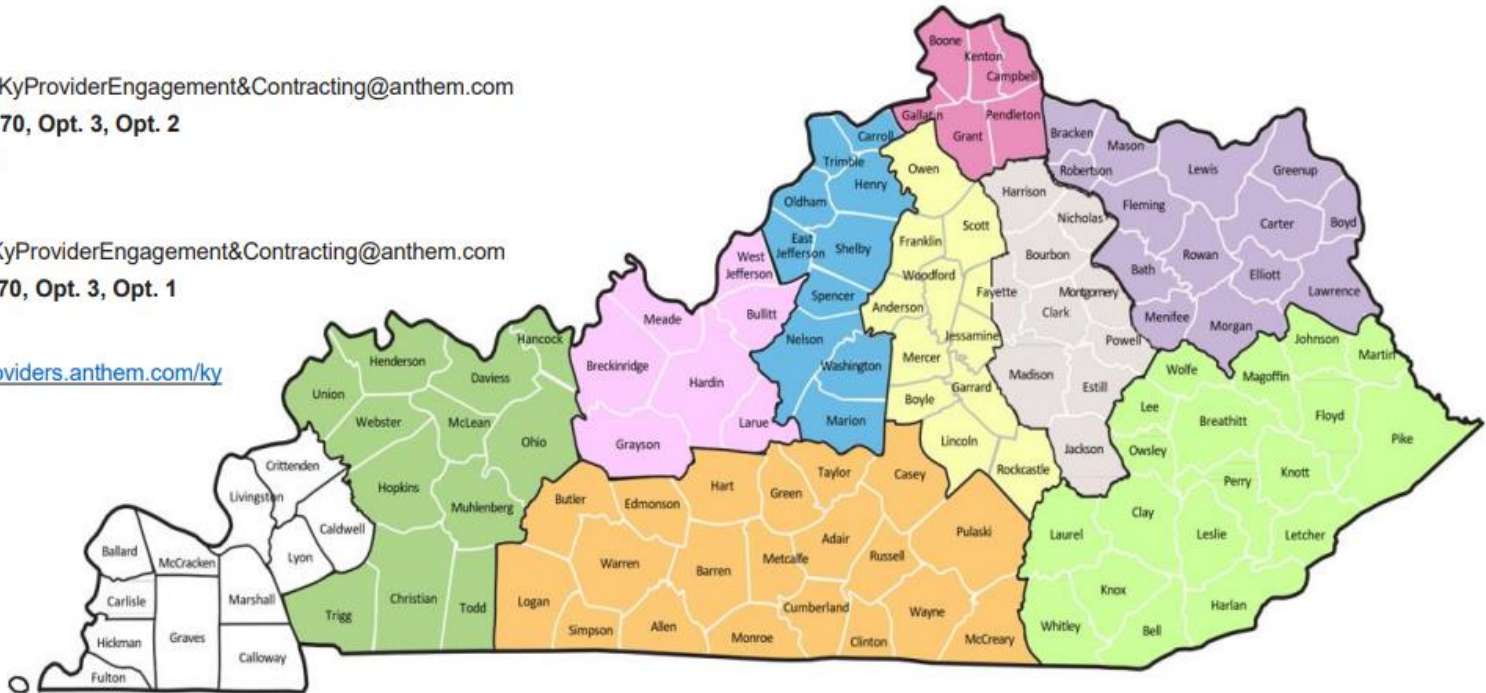 KyProviderEngagement&Contracting@anthem.com
70, Opt. 3, Opt. 2
KyProviderEngagement&Contracting@anthem.com
70, Opt. 3, Opt. 1
oviders.anthem.com/ky
Boone
Kenton
Campbell
Gallatin
Grant
Pendleton
Carroll
Trimble
Henry
Oldham
East
Jefferson
Shelby
Spencer
Nelson
Washington
Marion
Owen
Scott
Franklin
Woodford
Fayette
Anderson
Jessamine
Mercer
Garrard
Boyle
Lincoln
Rockcastle
Harrison
Nicholas
Bourbon
Montgomery
Clark
Powell
Madison
Estill
Jackson
Bracken
Mason
Robertson
Lewis
Greenup
Fleming
Carter
Boyd
Rowan
Bath
Elliott
Lawrence
Menifee
Morgan
Johnson
Martin
Wolfe
Magoffin
Lee
Breathitt
Floyd
Pike
Owsley
Knott
Perry
Clay
Laurel
Leslie
Letcher
Knox
Harlan
Whitley
Bell
West
Jefferson
Bullitt
Meade
Breckinridge
Hardin
Larue
Grayson
Hancock
Henderson
Daviess
Union
Webster
McLean
Ohio
Hopkins
Muhlenberg
Trigg
Christian
Todd
Butler
Edmonson
Hart
Green
Taylor
Casey
Pulaski
Adair
Russell
Metcalfe
Warren
Barren
Logan
Simpson
Allen
Monroe
Cumberland
Clinton
Wayne
McCreary
Crittenden
Livingston
Caldwell
Lyon
Ballard
McCracken
Carlisle
Marshall
Hickman
Graves
Calloway
Fulton